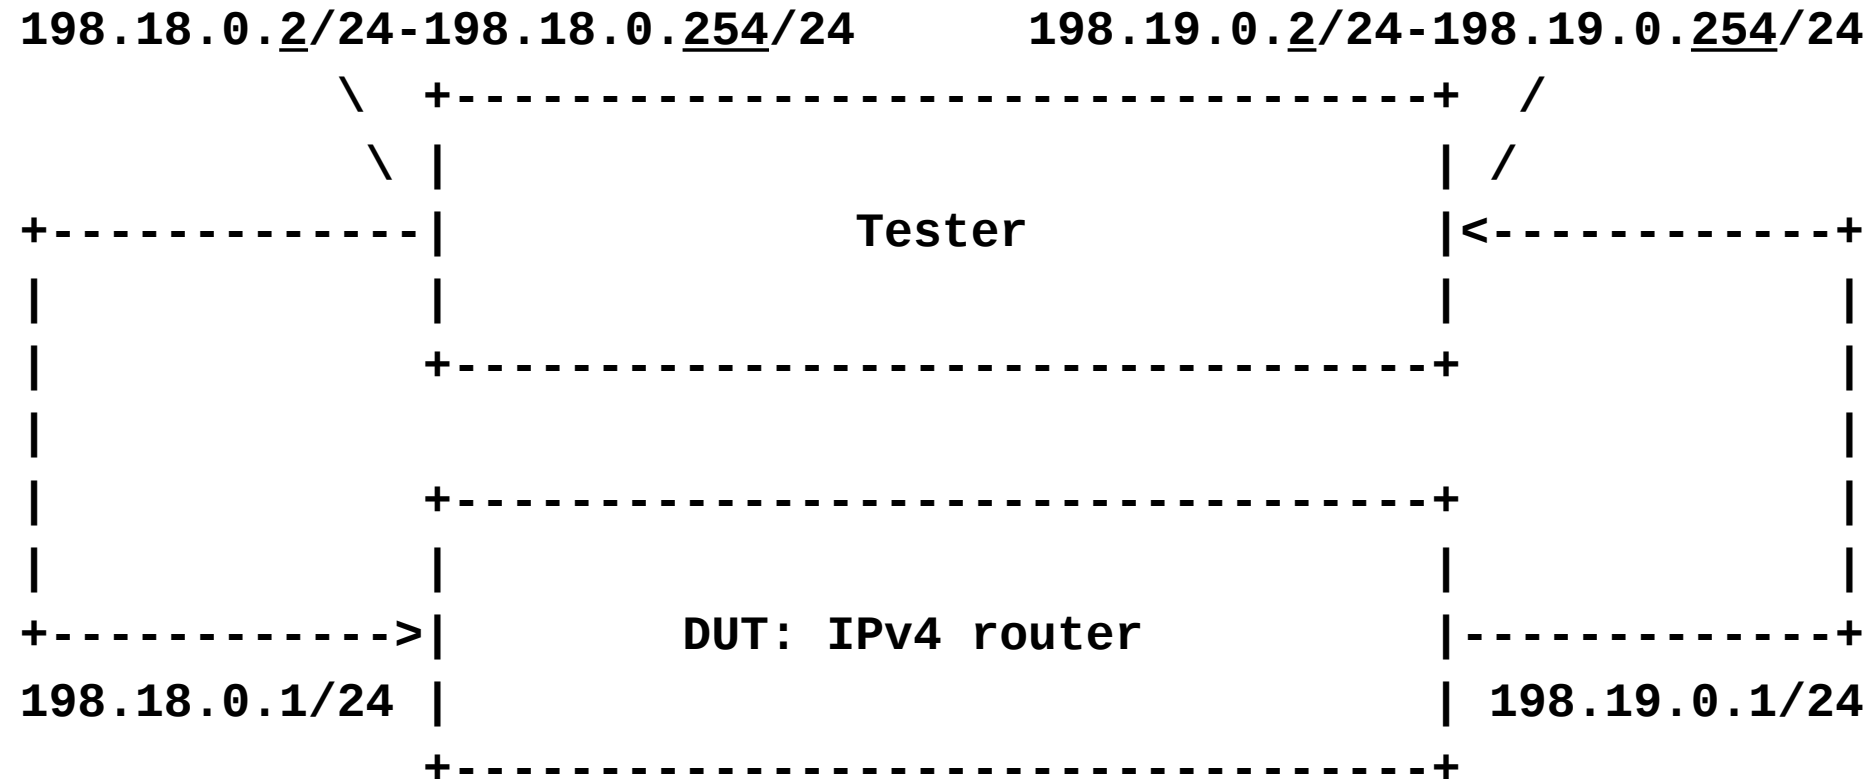 198.18.0.2/24-198.18.0.254/24      198.19.0.2/24-198.19.0.254/24
           \  +----------------------------------+  /
            \ |                                  | /
+-------------|              Tester              |<------------+
|             |                                  |             |
|             +----------------------------------+             |
|                                                              |
|             +----------------------------------+             |
|             |                                  |             |
+------------>|        DUT: IPv4 router          |-------------+
198.18.0.1/24 |                                  | 198.19.0.1/24
              +----------------------------------+